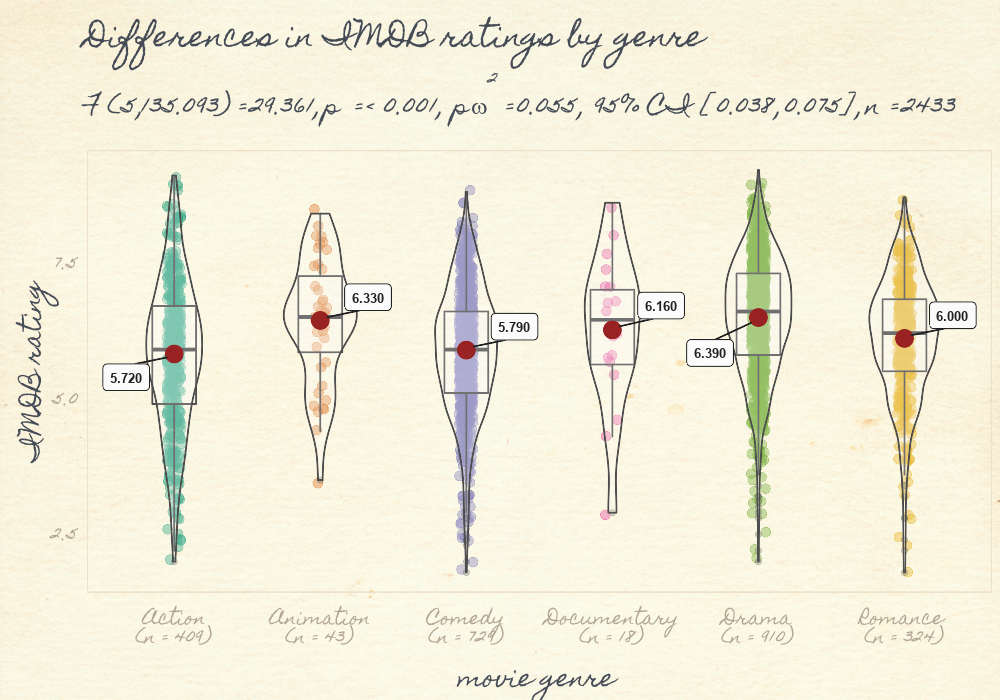 Differences in IMDB ratings by genre
2
F (5,135.093) =29.361,p =< 0.001, pω =0.055, 95% CI [0.038,0.075],n =2433
7,5
5,0
2,5
IMDB rating
5.720
6.330
5.790
6.160
6.390
6.000
Action
(n = 409)
Animation
(n = 43)
Comedy
(n = 729)
Documentary
(n = 18)
Drama
(n = 910)
Romance
(n = 324)
movie genre